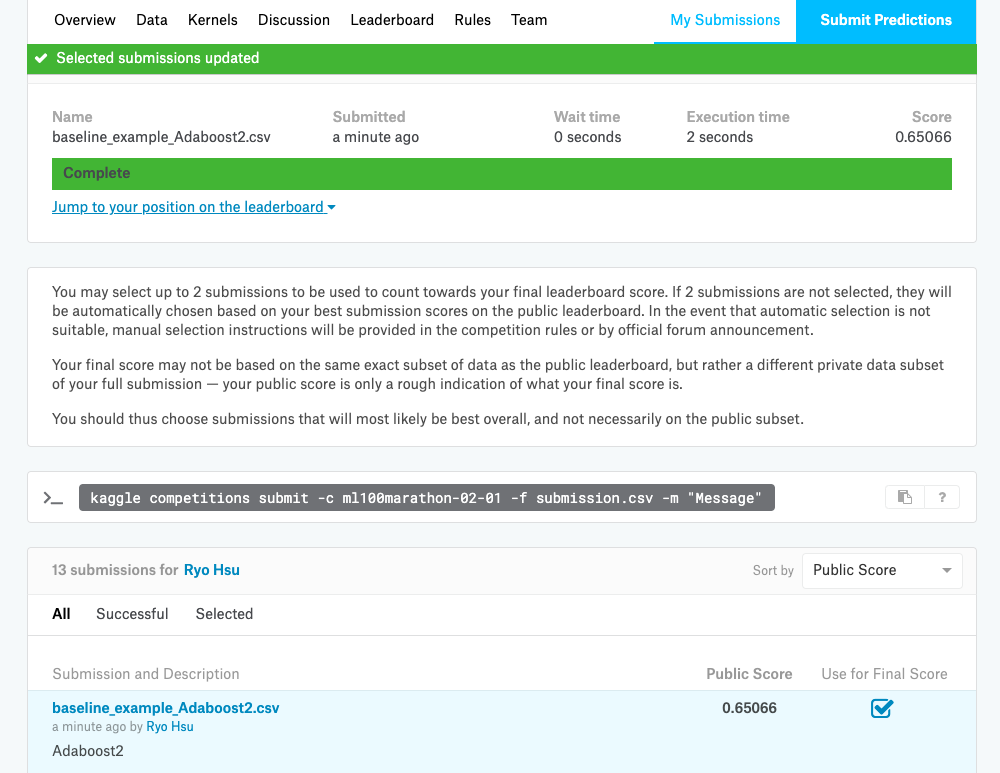 Overview Data Kernels Discussion Leaderboard Rules Team My Submissions Submit Predictions
Selected submissions updated
Name Submitted Wait time Execution time Score
baseline_example_Adaboost2.csv a minute ago 0 seconds 2 seconds 0.65066
Complete
Jump to your position on the leaderboard
You may select up to 2 submissions to be used to count towards your final leaderboard score. If 2 submissions are not selected, they will
be automatically chosen based on your best submission scores on the public leaderboard. In the event that automatic selection is not
suitable, manual selection instructions will be provided in the competition rules or by official forum announcement.
Your final score may not be based on the same exact subset of data as the public leaderboard, but rather a different private data subset
of your full submission — your public score is only a rough indication of what your final score is.
You should thus choose submissions that will most likely be best overall, and not necessarily on the public subset.
>_ kaggle competitions submit -c ml100marathon-02-01 -f submission.csv -m "Message" ?
13 submissions for Ryo Hsu Sort by Public Score
All Successful Selected
Submission and Description Public Score Use for Final Score
baseline_example_Adaboost2.csv 0.65066
a minute ago by Ryo Hsu
Adaboost2